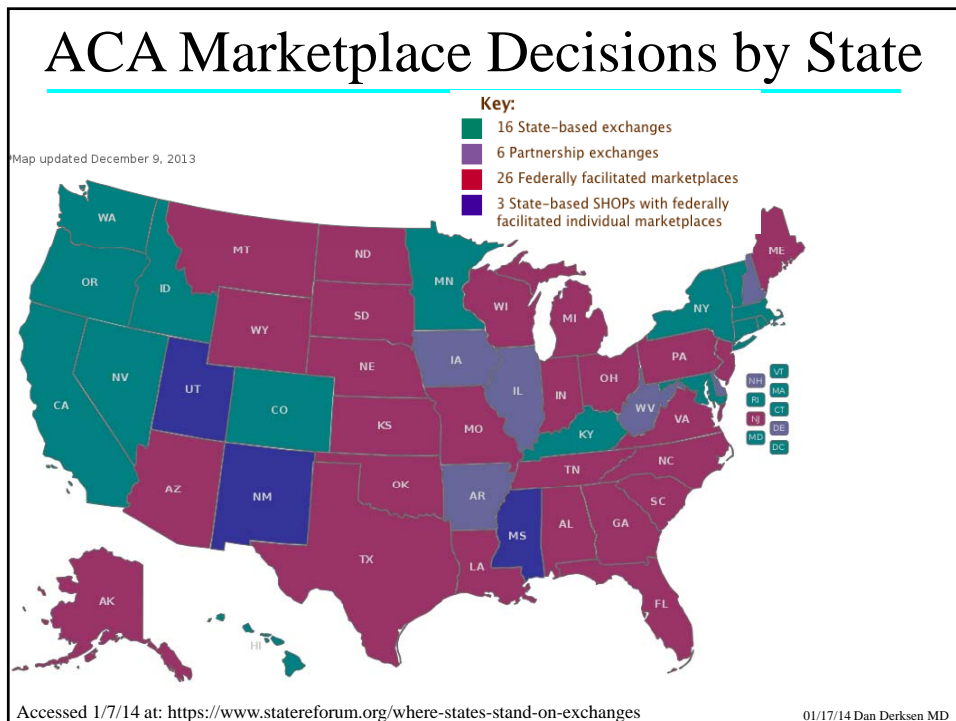 ACA Marketplace Decisions by State
Key:
16 State-based exchanges
6 Partnership exchanges
26 Federally facilitated marketplaces
3 State-based SHOPs with federally
facilitated individual marketplaces
*Map updated December 9, 2013
WA
MT
ND
MN
ME
OR
ID
WY
SD
WI
MI
NY
NV
UT
NE
IA
PA
CA
CO
IL
IN
OH
KS
MO
WV
VA
KY
AZ
NM
OK
AR
TN
NC
SC
MS
AL
GA
TX
LA
FL
AK
HI
NH
VT
RI
MA
NJ
CT
MD
DE
DC
Accessed 1/7/14 at: https://www.statereforum.org/where-states-stand-on-exchanges
01/17/14 Dan Derksen MD